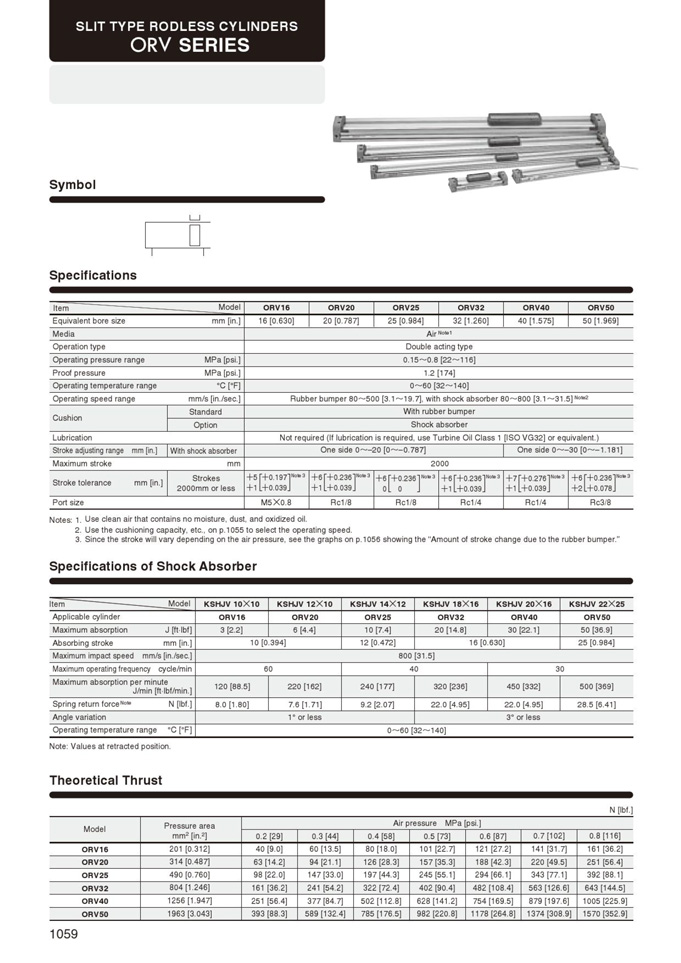 SLIT TYPE RODLESS CYLINDERS
ORV SERIES
Symbol
Specifications
Item Model ORV16 ORV20 ORV25 ORV32 ORV40 ORV50
Equivalent bore size mm [in.] 16 [0.630] 20 [0.787] 25 [0.984] 32 [1.260] 40 [1.575] 50 [1.969]
Media Air Note1
Operation type Double acting type
Operating pressure range MPa [psi.] 0.15～0.8 [22～116]
Proof pressure MPa [psi.] 1.2 [174]
Operating temperature range °C [°F] 0～60 [32～140]
Operating speed range mm/s [in./sec.] Rubber bumper 80～500 [3.1～19.7], with shock absorber 80～800 [3.1～31.5] Note2
Cushion Standard With rubber bumper
Option Shock absorber
Lubrication Not required (If lubrication is required, use Turbine Oil Class 1 [ISO VG32] or equivalent.)
Stroke adjusting range mm [in.] With shock absorber One side 0～–20 [0～–0.787] One side 0～–30 [0～–1.181]
Maximum stroke mm 2000
Stroke tolerance mm [in.] Strokes 2000mm or less +5 +1 [+0.197 +0.039] Note 3 +6 +1 [+0.236 +0.039] Note 3 +6 0 [+0.236 0] Note 3 +6 +1 [+0.236 +0.039] Note 3 +7 +1 [+0.276 +0.039] Note 3 +6 +2 [+0.236 +0.078] Note 3
Port size M5×0.8 Rc1/8 Rc1/8 Rc1/4 Rc1/4 Rc3/8
Notes: 1. Use clean air that contains no moisture, dust, and oxidized oil.
2. Use the cushioning capacity, etc., on p.1055 to select the operating speed.
3. Since the stroke will vary depending on the air pressure, see the graphs on p.1056 showing the "Amount of stroke change due to the rubber bumper."
Specifications of Shock Absorber
Item Model KSHJV 10×10 KSHJV 12×10 KSHJV 14×12 KSHJV 18×16 KSHJV 20×16 KSHJV 22×25
Applicable cylinder ORV16 ORV20 ORV25 ORV32 ORV40 ORV50
Maximum absorption J [ft·lbf] 3 [2.2] 6 [4.4] 10 [7.4] 20 [14.8] 30 [22.1] 50 [36.9]
Absorbing stroke mm [in.] 10 [0.394] 12 [0.472] 16 [0.630] 25 [0.984]
Maximum impact speed mm/s [in./sec.] 800 [31.5]
Maximum operating frequency cycle/min 60 40 30
Maximum absorption per minute
J/min [ft·lbf/min.] 120 [88.5] 220 [162] 240 [177] 320 [236] 450 [332] 500 [369]
Spring return force Note N [lbf.] 8.0 [1.80] 7.6 [1.71] 9.2 [2.07] 22.0 [4.95] 22.0 [4.95] 28.5 [6.41]
Angle variation 1° or less 3° or less
Operating temperature range °C [°F] 0～60 [32～140]
Note: Values at retracted position.
Theoretical Thrust
N [lbf.]
Model Pressure area mm² [in.²] Air pressure MPa [psi.]
0.2 [29] 0.3 [44] 0.4 [58] 0.5 [73] 0.6 [87] 0.7 [102] 0.8 [116]
ORV16 201 [0.312] 40 [9.0] 60 [13.5] 80 [18.0] 101 [22.7] 121 [27.2] 141 [31.7] 161 [36.2]
ORV20 314 [0.487] 63 [14.2] 94 [21.1] 126 [28.3] 157 [35.3] 188 [42.3] 220 [49.5] 251 [56.4]
ORV25 490 [0.760] 98 [22.0] 147 [33.0] 197 [44.3] 245 [55.1] 294 [66.1] 343 [77.1] 392 [88.1]
ORV32 804 [1.246] 161 [36.2] 241 [54.2] 322 [72.4] 402 [90.4] 482 [108.4] 563 [126.6] 643 [144.5]
ORV40 1256 [1.947] 251 [56.4] 377 [84.7] 502 [112.8] 628 [141.2] 754 [169.5] 879 [197.6] 1005 [225.9]
ORV50 1963 [3.043] 393 [88.3] 589 [132.4] 785 [176.5] 982 [220.8] 1178 [264.8] 1374 [308.9] 1570 [352.9]
1059